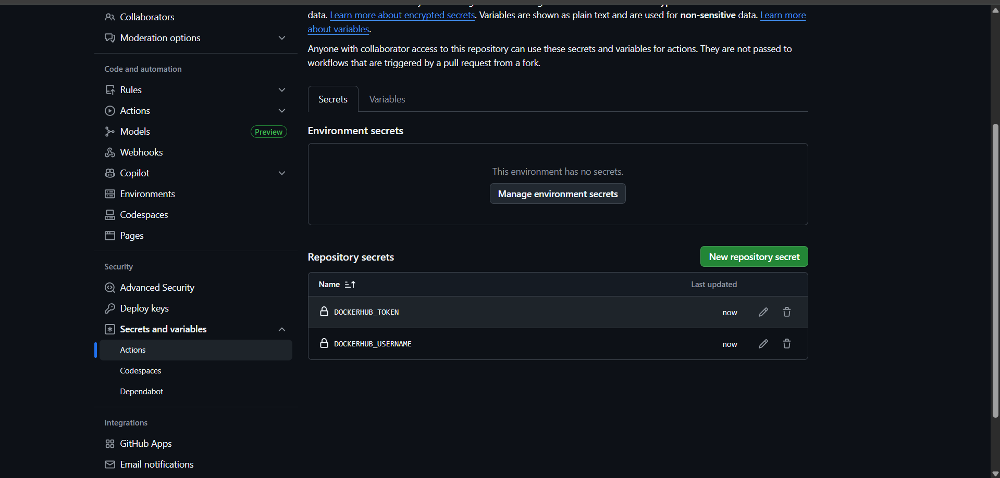 Collaborators
Moderation options
Code and automation
Rules
Actions
Models
Preview
Webhooks
Copilot
Environments
Codespaces
Pages
Security
Advanced Security
Deploy keys
Secrets and variables
Actions
Codespaces
Dependabot
Integrations
GitHub Apps
Email notifications
data. Learn more about encrypted secrets. Variables are shown as plain text and are used for non-sensitive data. Learn more
about variables.
Anyone with collaborator access to this repository can use these secrets and variables for actions. They are not passed to
workflows that are triggered by a pull request from a fork.
Secrets
Variables
Environment secrets
This environment has no secrets.
Manage environment secrets
Repository secrets
New repository secret
Name
Last updated
DOCKERHUB_TOKEN
now
DOCKERHUB_USERNAME
now